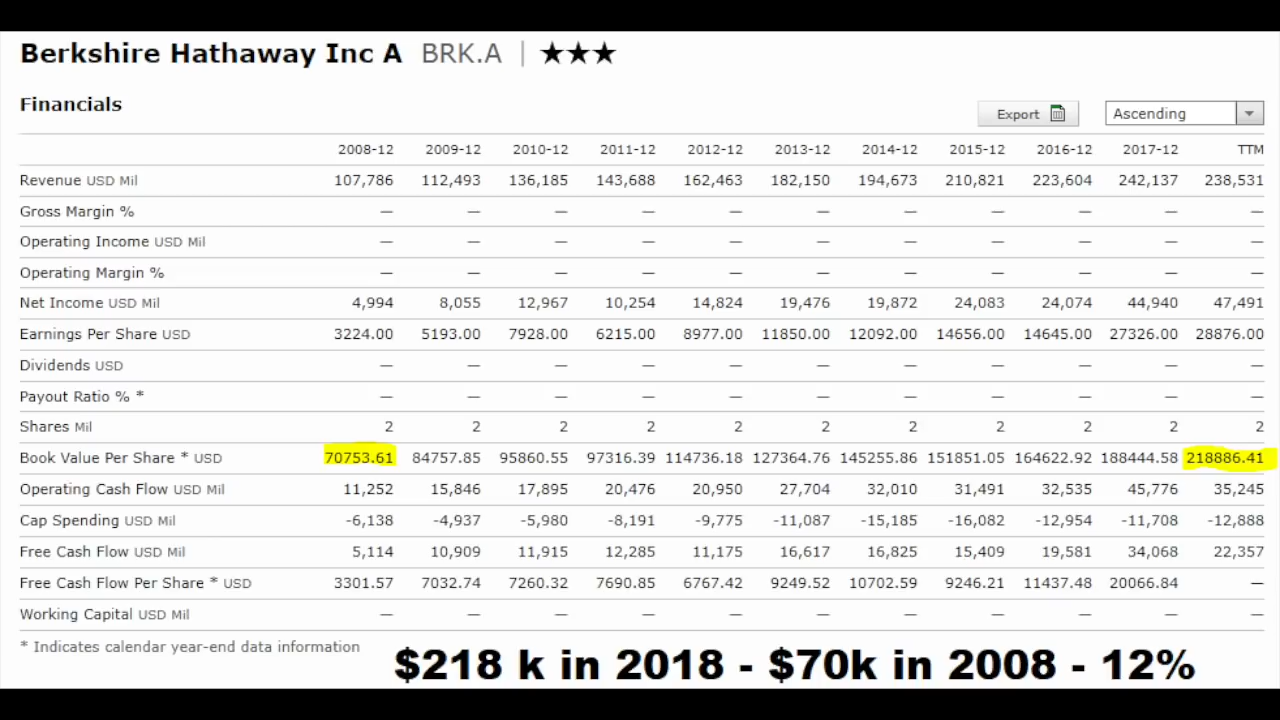 Berkshire Hathaway Inc A BRK.A | ★★★
Financials
Export Ascending
2008-12 2009-12 2010-12 2011-12 2012-12 2013-12 2014-12 2015-12 2016-12 2017-12 TTM
Revenue USD Mil 107,786 112,493 136,185 143,688 162,463 182,150 194,673 210,821 223,604 242,137 238,531
Gross Margin % — — — — — — — — — — —
Operating Income USD Mil — — — — — — — — — — —
Operating Margin % — — — — — — — — — — —
Net Income USD Mil 4,994 8,055 12,967 10,254 14,824 19,476 19,872 24,083 24,074 44,940 47,491
Earnings Per Share USD 3224.00 5193.00 7928.00 6215.00 8977.00 11850.00 12092.00 14656.00 14645.00 27326.00 28876.00
Dividends USD — — — — — — — — — — —
Payout Ratio % * — — — — — — — — — — —
Shares Mil 2 2 2 2 2 2 2 2 2 2 2
Book Value Per Share * USD 70753.61 84757.85 95860.55 97316.39 114736.18 127364.76 145255.86 151851.05 164622.92 188444.58 218886.41
Operating Cash Flow USD Mil 11,252 15,846 17,895 20,476 20,950 27,704 32,010 31,491 32,535 45,776 35,245
Cap Spending USD Mil -6,138 -4,937 -5,980 -8,191 -9,775 -11,087 -15,185 -16,082 -12,954 -11,708 -12,888
Free Cash Flow USD Mil 5,114 10,909 11,915 12,285 11,175 16,617 16,825 15,409 19,581 34,068 22,357
Free Cash Flow Per Share * USD 3301.57 7032.74 7260.32 7690.85 6767.42 9249.52 10702.59 9246.21 11437.48 20066.84 —
Working Capital USD Mil — — — — — — — — — — —
* Indicates calendar year-end data information
$218 k in 2018 - $70k in 2008 - 12%